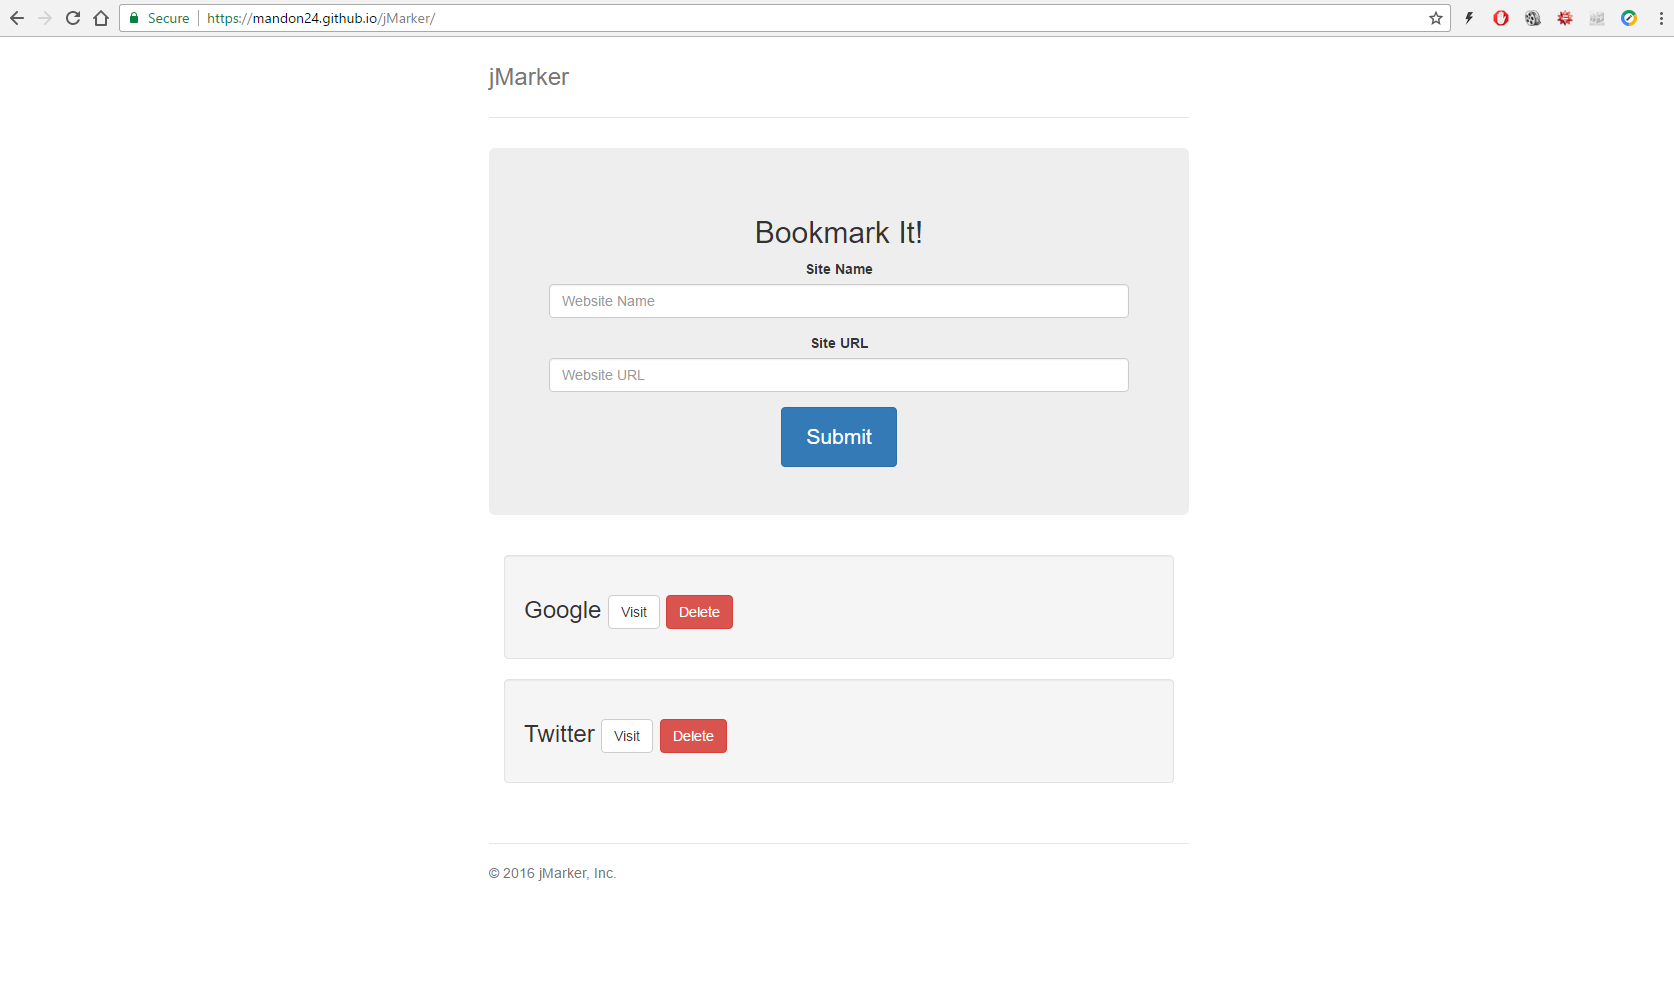 Secure https://mandon24.github.io/jMarker/
jMarker
Bookmark It!
Site Name
Website Name
Site URL
Website URL
Submit
Google Visit Delete
Twitter Visit Delete
© 2016 jMarker, Inc.